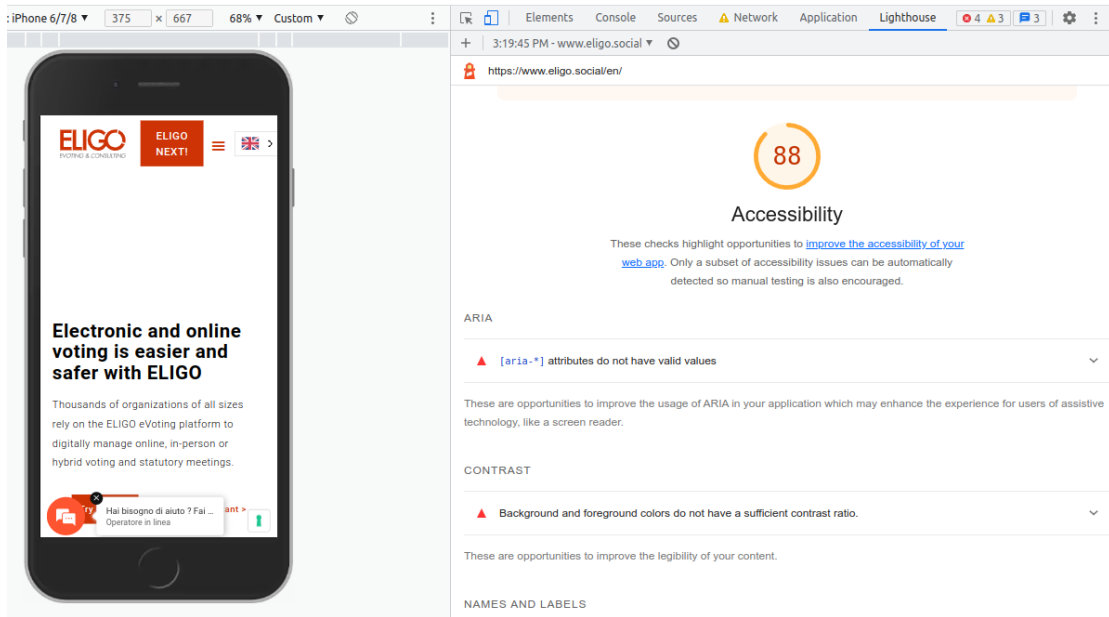 : iPhone 6/7/8 ▼ 375 × 667 68% ▼ Custom ▼
Elements Console Sources Network Application Lighthouse 4 3 3
+ 3:19:45 PM - www.eligo.social ▼
https://www.eligo.social/en/
ELIGO
EVOTING & CONSULTING
ELIGO
NEXT!
Electronic and online
voting is easier and
safer with ELIGO
Thousands of organizations of all sizes
rely on the ELIGO eVoting platform to
digitally manage online, in-person or
hybrid voting and statutory meetings.
Try
ant >
Hai bisogno di aiuto ? Fai ...
Operatore in linea
88
Accessibility
These checks highlight opportunities to improve the accessibility of your
web app. Only a subset of accessibility issues can be automatically
detected so manual testing is also encouraged.
ARIA
[aria-*] attributes do not have valid values
These are opportunities to improve the usage of ARIA in your application which may enhance the experience for users of assistive
technology, like a screen reader.
CONTRAST
Background and foreground colors do not have a sufficient contrast ratio.
These are opportunities to improve the legibility of your content.
NAMES AND LABELS